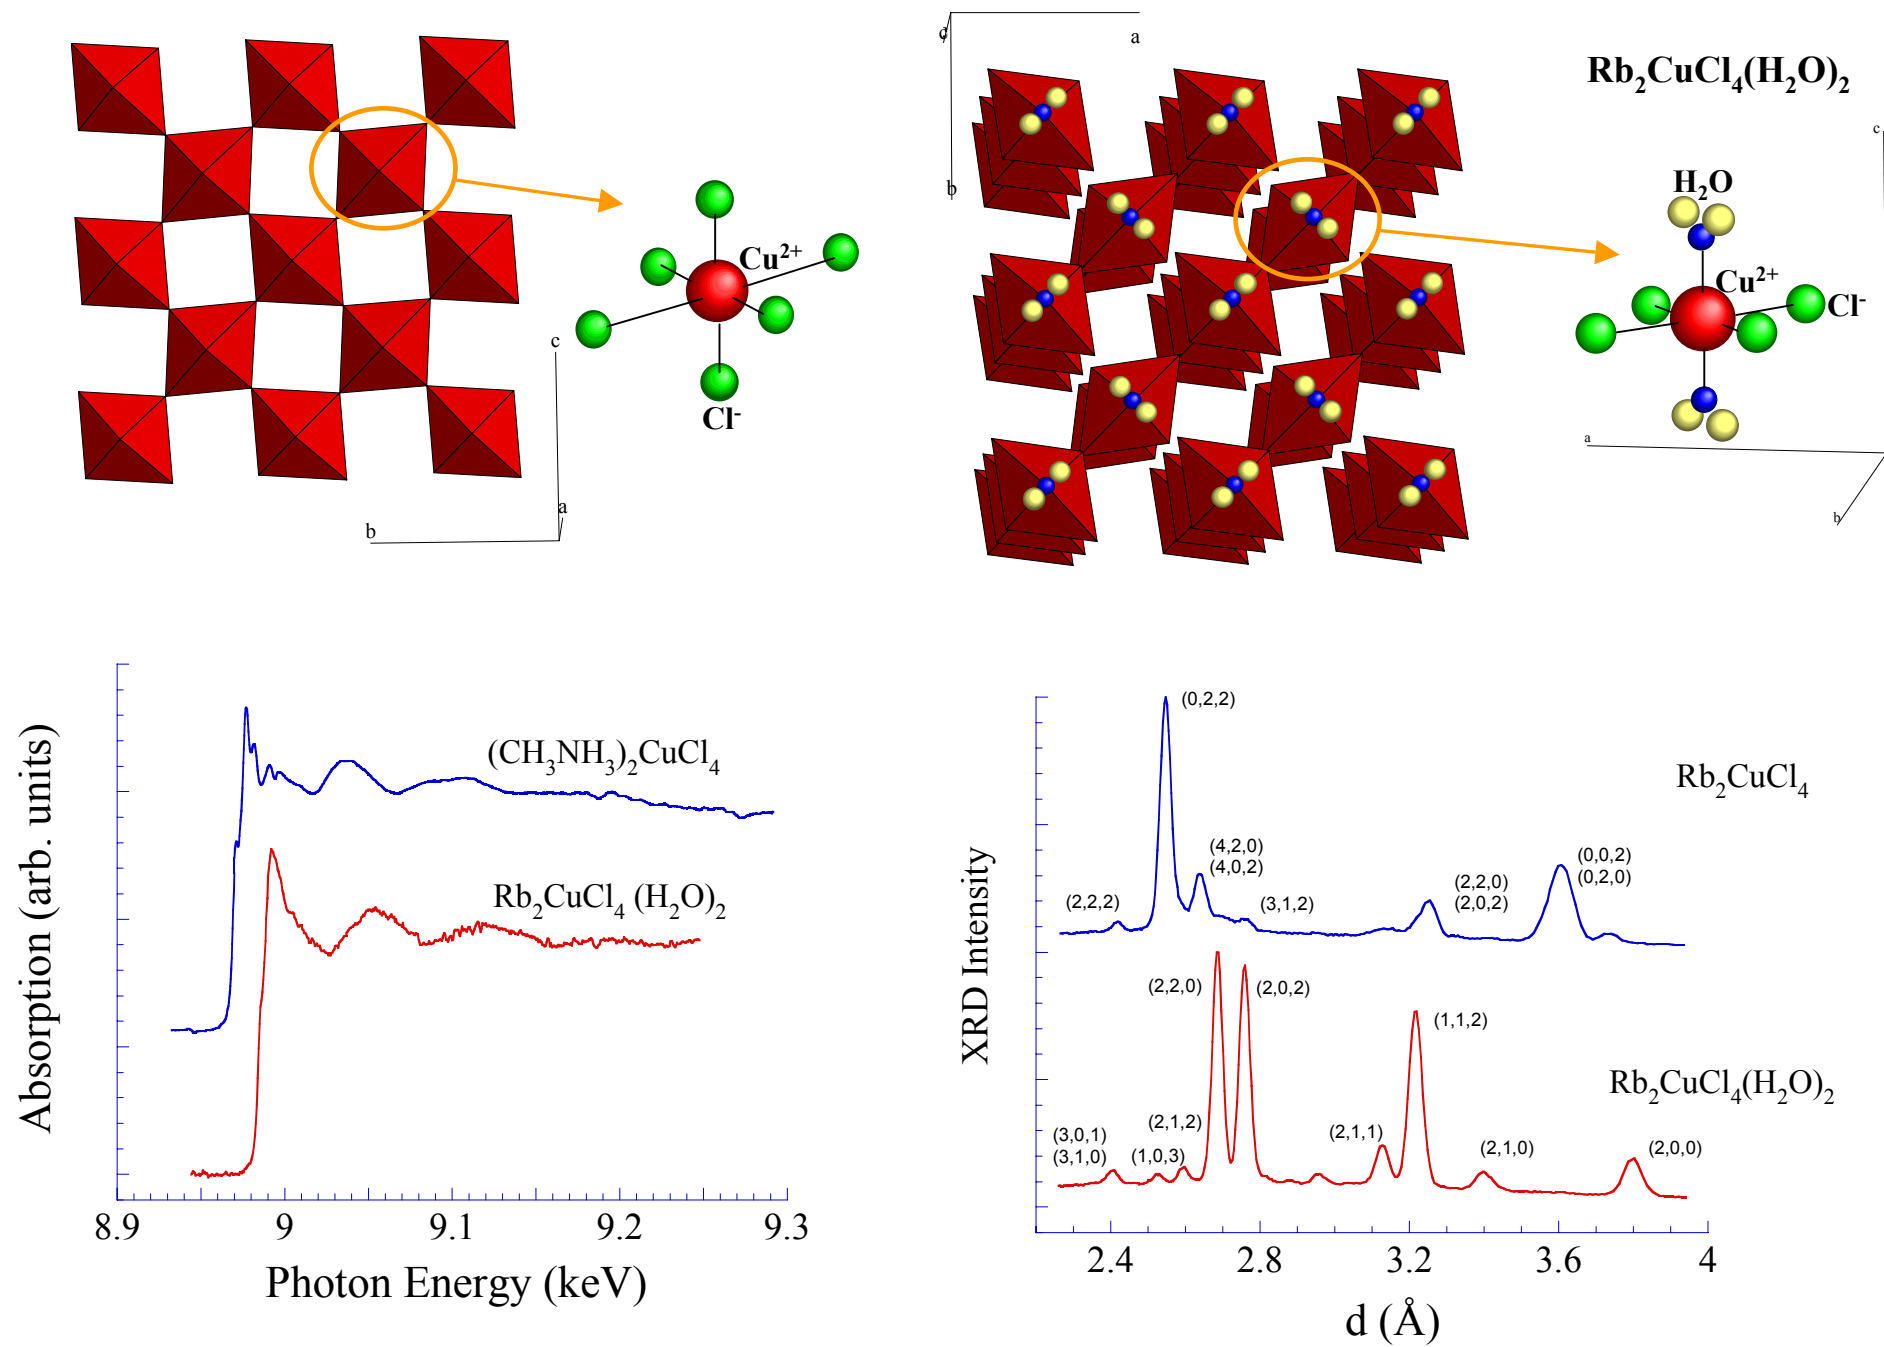 Cu²⁺
Cl⁻
c
a
b
c
a
b
Rb₂CuCl₄(H₂O)₂
H₂O
Cu²⁺
Cl⁻
c
a
b
Absorption (arb. units)
(CH₃NH₃)₂CuCl₄
Rb₂CuCl₄ (H₂O)₂
8.9 9 9.1 9.2 9.3
Photon Energy (keV)
XRD Intensity
(0,2,2)
Rb₂CuCl₄
(4,2,0)
(4,0,2)
(0,0,2)
(0,2,0)
(2,2,2)
(3,1,2)
(2,2,0)
(2,0,2)
(2,2,0)
(2,0,2)
(1,1,2)
Rb₂CuCl₄(H₂O)₂
(3,0,1)
(3,1,0)
(1,0,3)
(2,1,2)
(2,1,1)
(2,1,0)
(2,0,0)
2.4 2.8 3.2 3.6 4
d (Å)